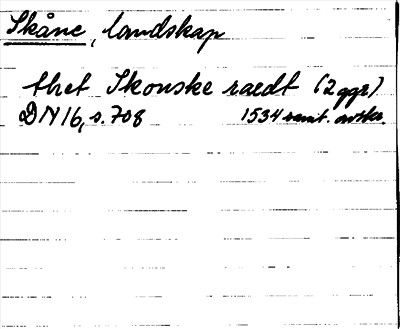 Skåne, landskap
thet Skonske raedt (2 ggr)
DN 16, s. 708 1534 samt. avskr.